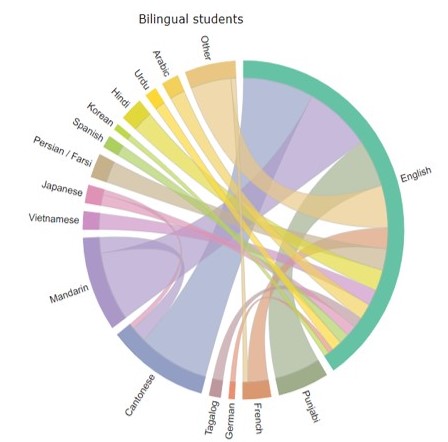 Bilingual students
Other
Arabic
Urdu
Hindi
Korean
Spanish
Persian / Farsi
Japanese
Vietnamese
Mandarin
Cantonese
Tagalog
German
French
Punjabi
English